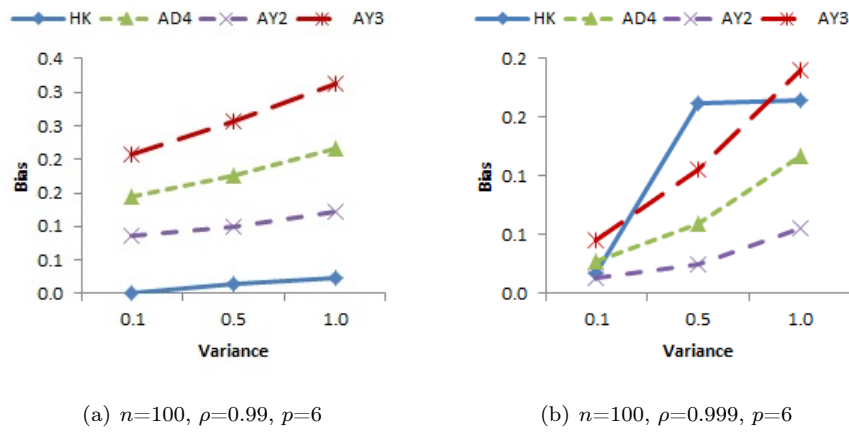 HK AD4 AY2 AY3
0.4
0.3
0.3
0.2
0.2
0.1
0.1
0.0
Bias
0.1 0.5 1.0
Variance
(a) n=100, ρ=0.99, p=6
HK AD4 AY2 AY3
0.2
0.2
0.1
0.1
0.0
Bias
0.1 0.5 1.0
Variance
(b) n=100, ρ=0.999, p=6